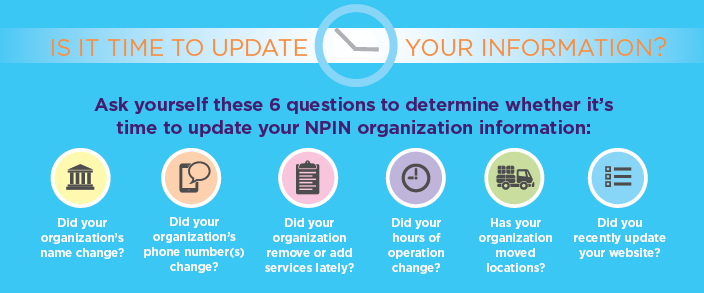 IS IT TIME TO UPDATE YOUR INFORMATION?
Ask yourself these 6 questions to determine whether it's
time to update your NPIN organization information:
Did your
organization's
name change?
Did your
organization's
phone number(s)
change?
Did your
organization
remove or add
services lately?
Did your
hours of
operation
change?
Has your
organization
moved
locations?
Did you
recently update
your website?